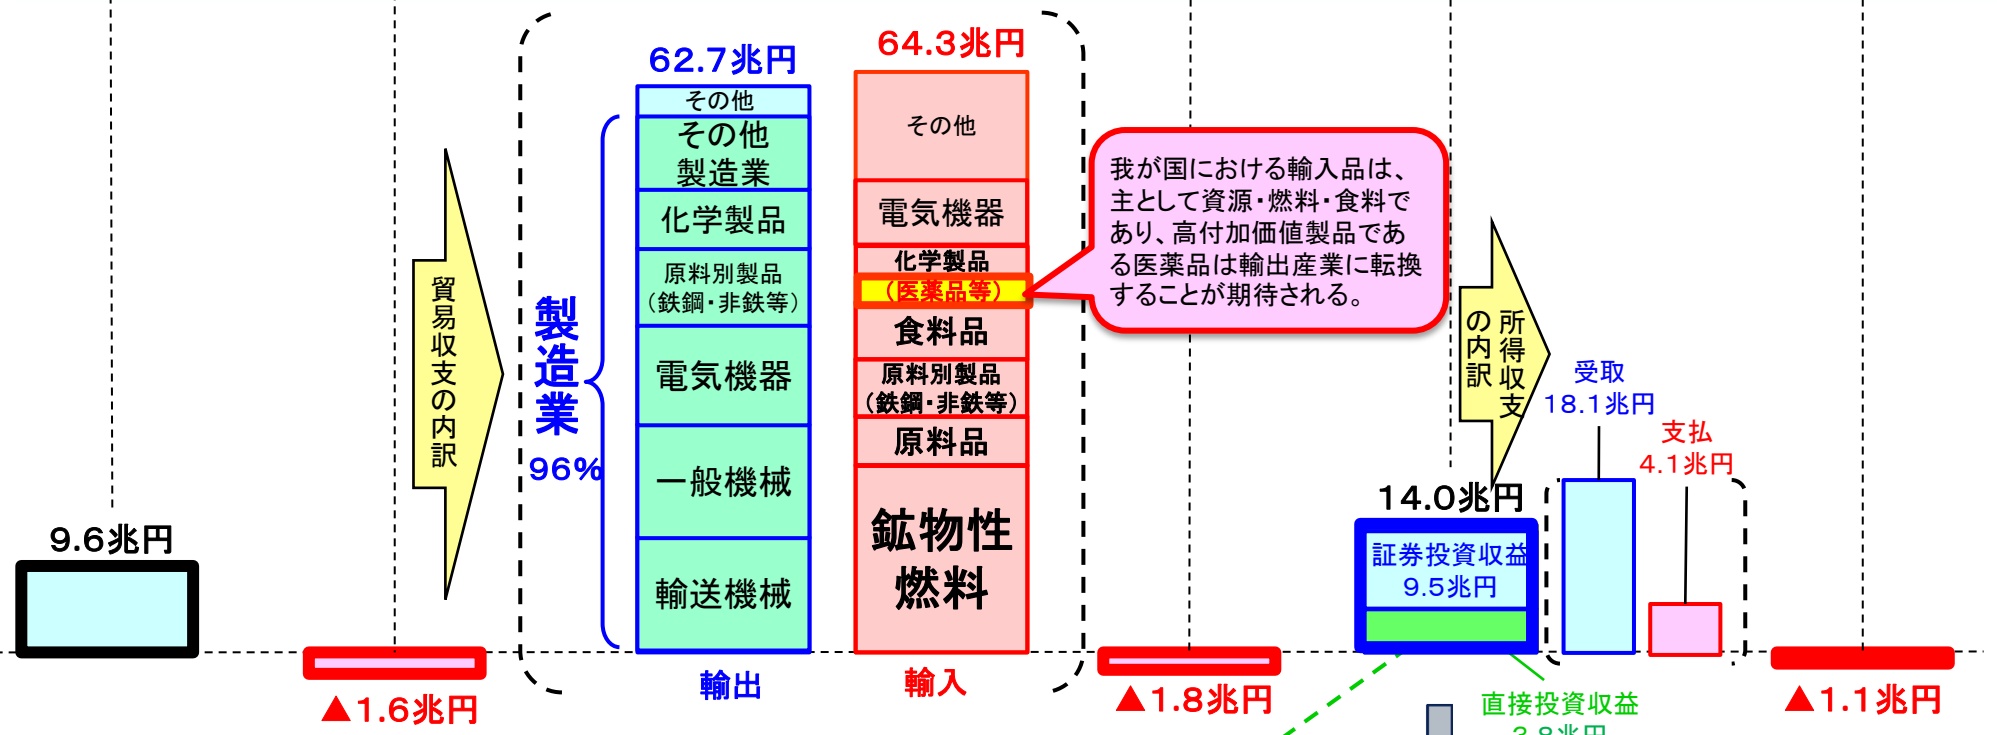 9.6兆円
▲1.6兆円
貿易収支の内訳
製造業
96%
62.7兆円
その他
その他
製造業
化学製品
原料別製品
（鉄鋼・非鉄等）
電気機器
一般機械
輸送機械
輸出
64.3兆円
その他
電気機器
化学製品
（医薬品等）
食料品
原料別製品
（鉄鋼・非鉄等）
原料品
鉱物性
燃料
輸入
我が国における輸入品は、
主として資源・燃料・食料で
あり、高付加価値製品であ
る医薬品は輸出産業に転換
することが期待される。
▲1.8兆円
所得収支
の内訳
14.0兆円
証券投資収益
9.5兆円
直接投資収益
3.8兆円
受取
18.1兆円
支払
4.1兆円
▲1.1兆円